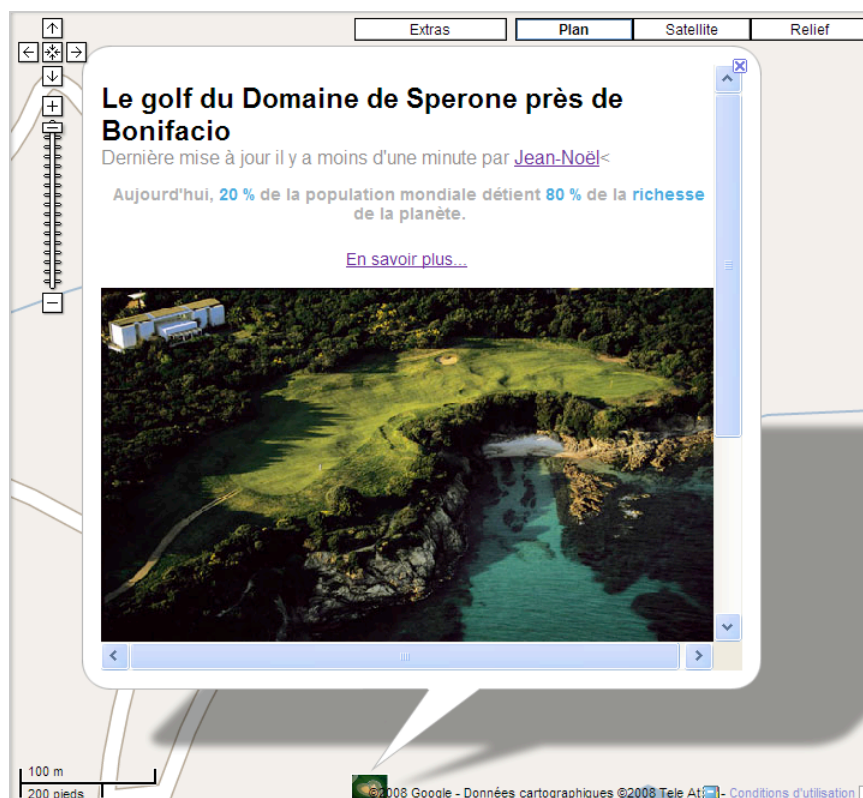 Extras
Plan
Satellite
Relief
Le golf du Domaine de Sperone près de
Bonifacio
Dernière mise à jour il y a moins d'une minute par Jean-Noël<
Aujourd'hui, 20 % de la population mondiale détient 80 % de la richesse
de la planète.
En savoir plus...
100 m
200 pieds
©2008 Google - Données cartographiques ©2008 Tele - Conditions d'utilisation